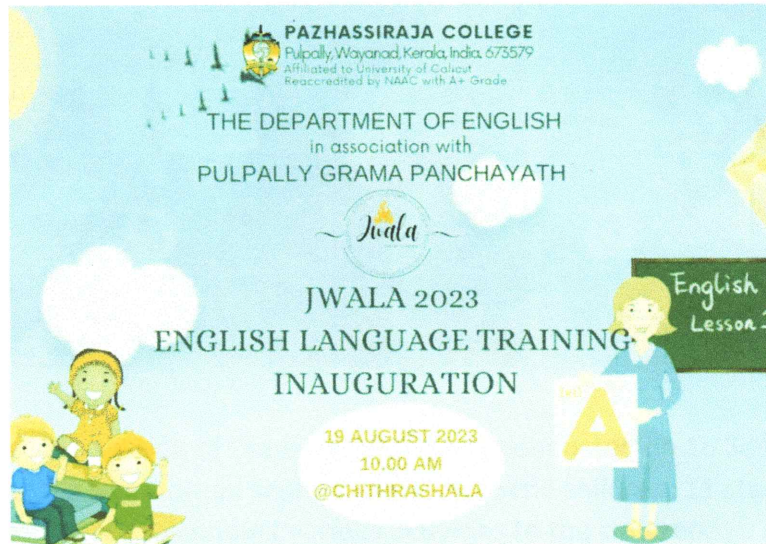 PAZHASSIRAJA COLLEGE
Pulpally, Wayanad, Kerala, India, 673579
Affiliated to University of Calicut
Reaccredited by NAAC with A+ Grade
THE DEPARTMENT OF ENGLISH
in association with
PULPALLY GRAMA PANCHAYATH
Jwala
JWALA 2023
ENGLISH LANGUAGE TRAINING
INAUGURATION
English
Lesson
A
19 AUGUST 2023
10.00 AM
@CHITHRASHALA